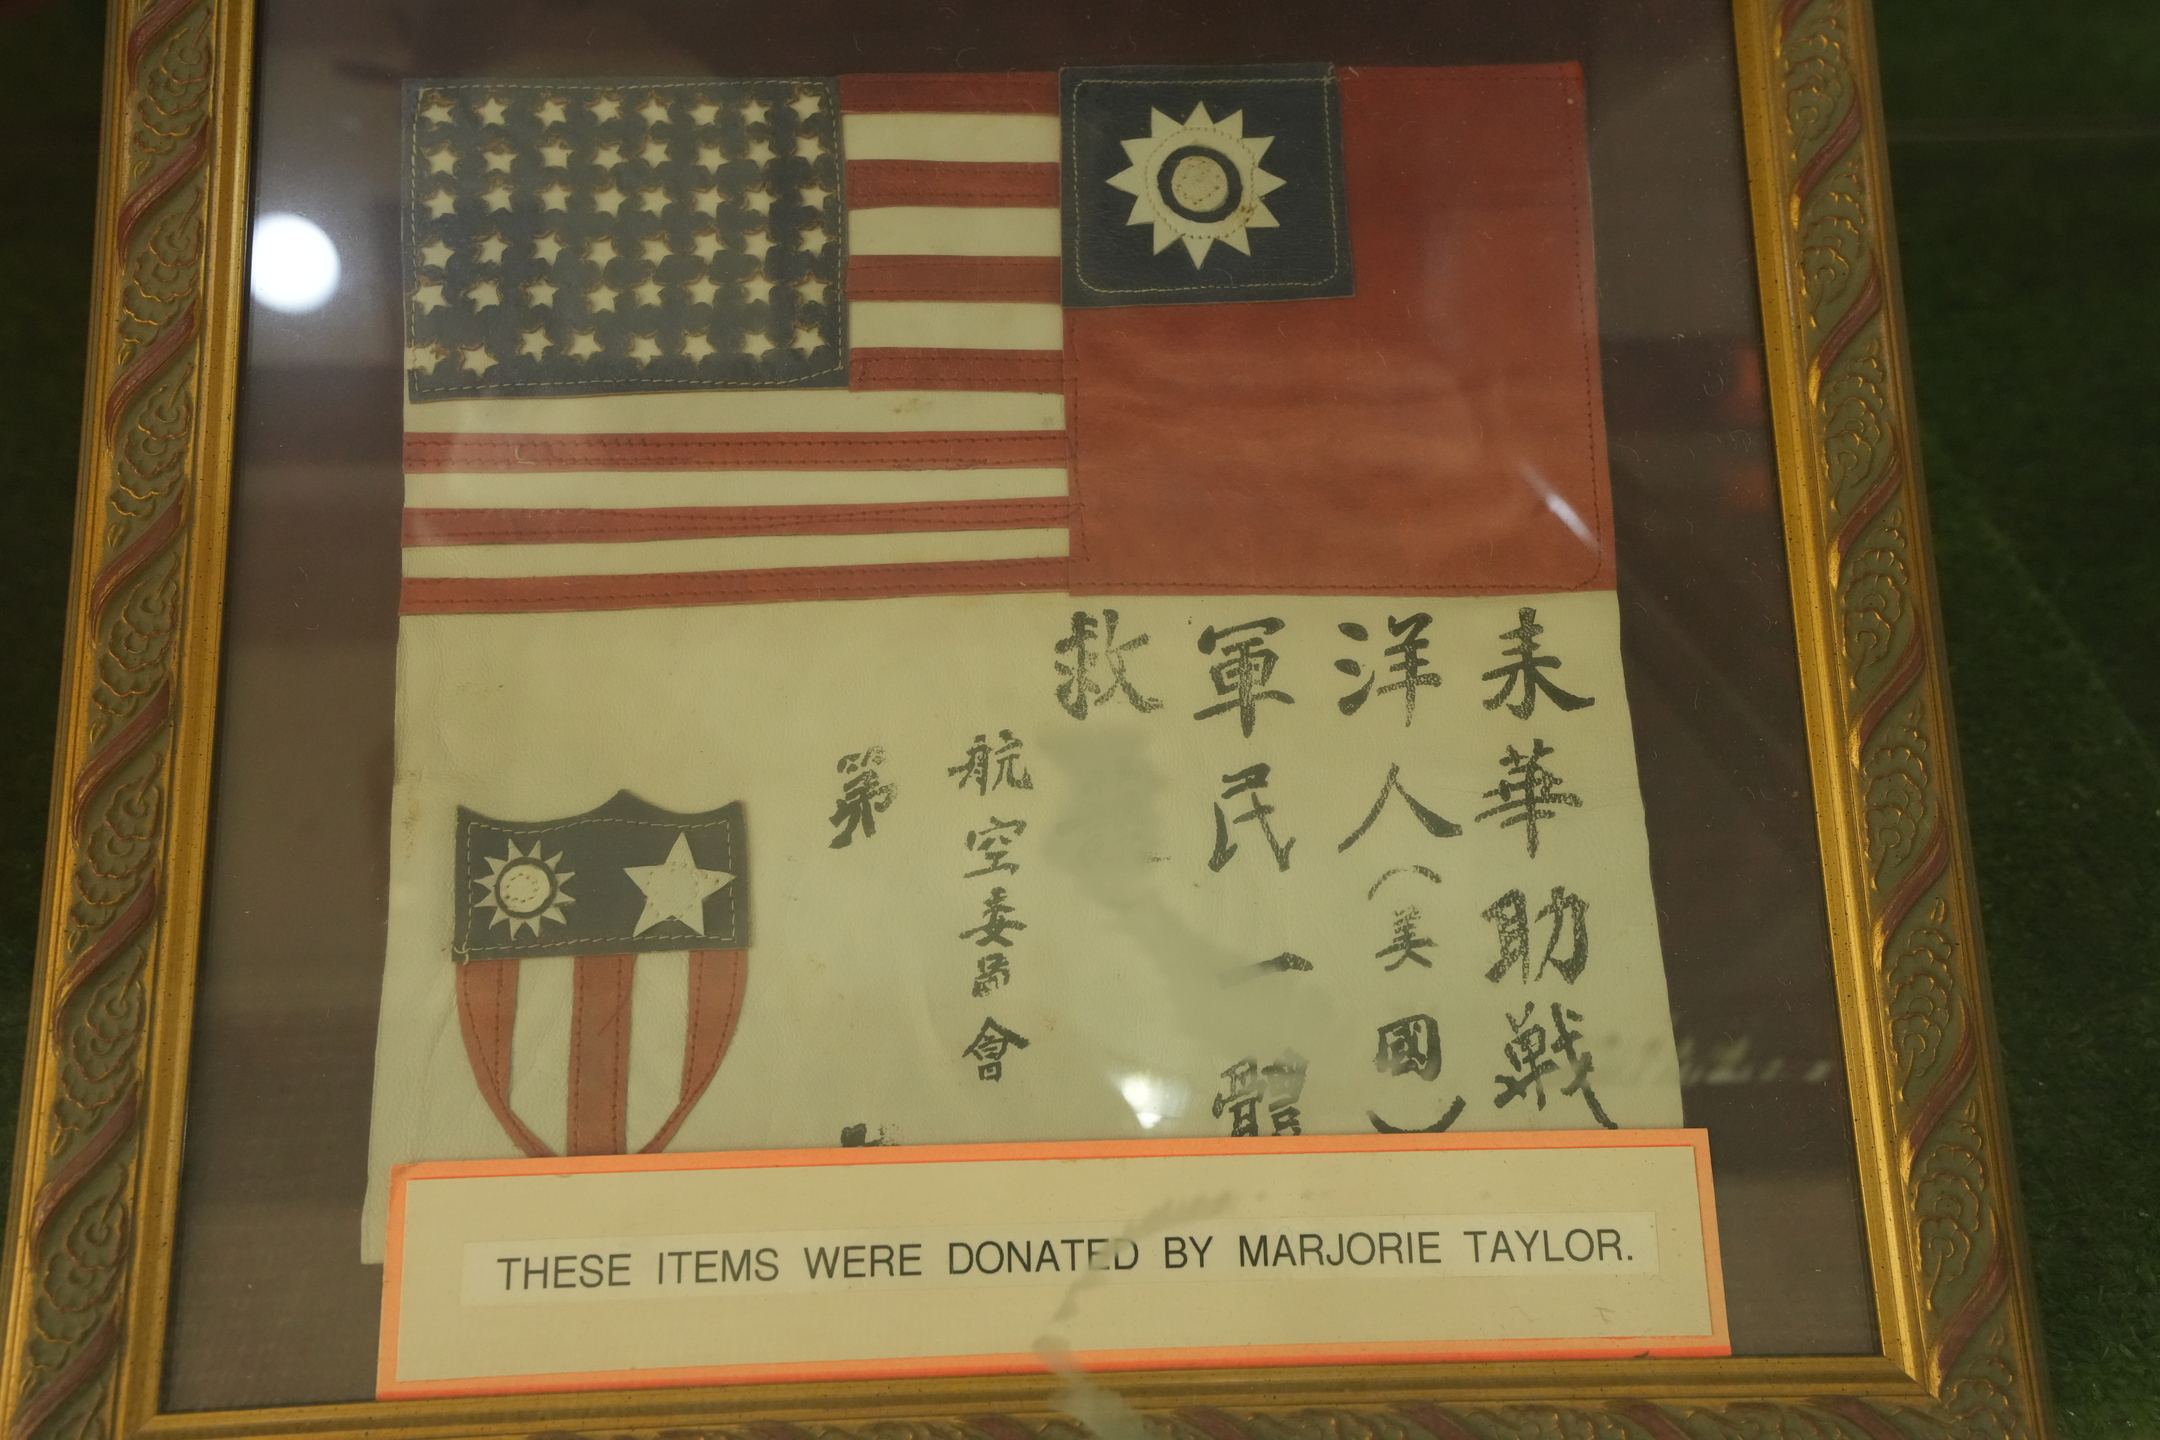 来華助戰
洋人（美國）
軍民一體
救
航空委員會
第
THESE ITEMS WERE DONATED BY MARJORIE TAYLOR.